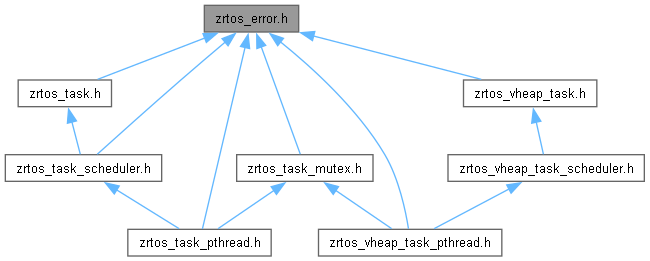 zrtos_error.h
zrtos_task.h
zrtos_vheap_task.h
zrtos_task_scheduler.h
zrtos_task_mutex.h
zrtos_vheap_task_scheduler.h
zrtos_task_pthread.h
zrtos_vheap_task_pthread.h